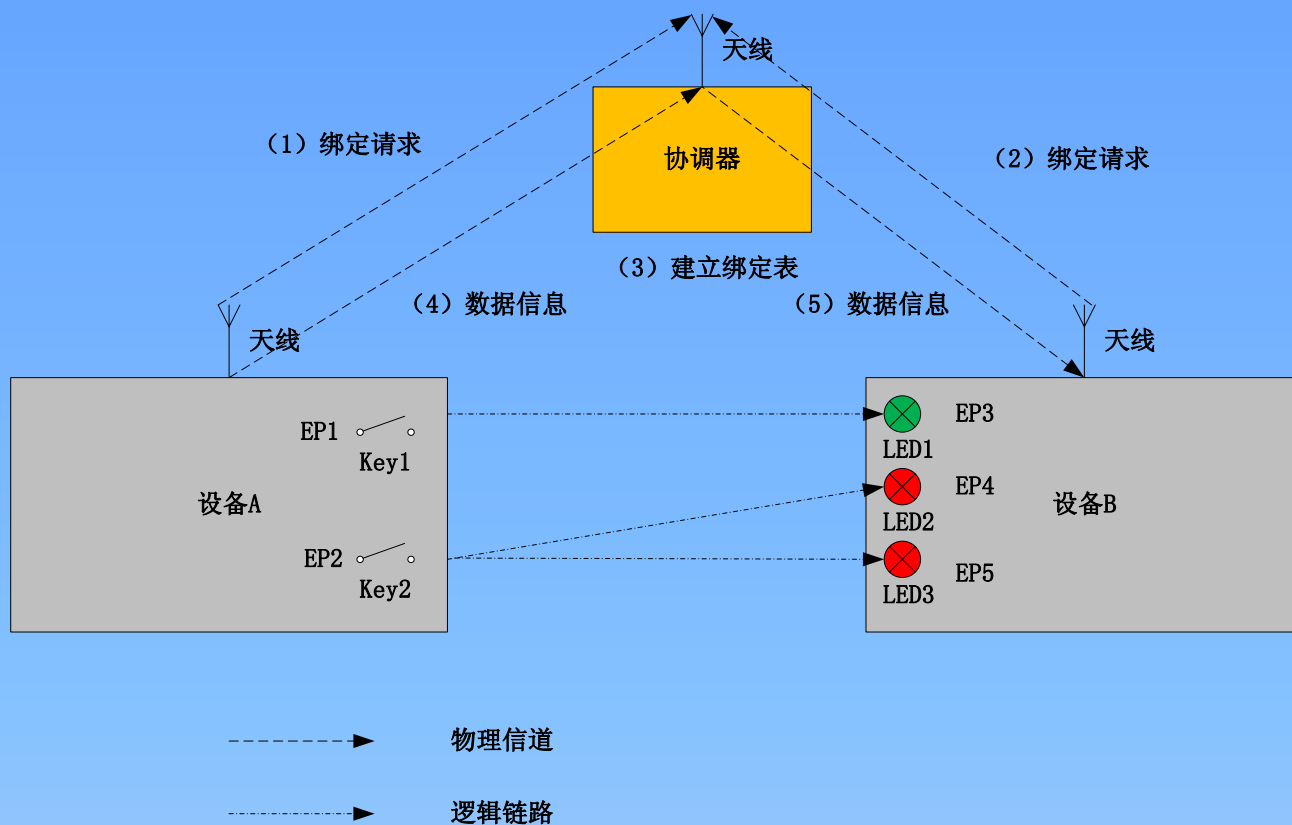 天线
（1）绑定请求
协调器
（2）绑定请求
（3）建立绑定表
（4）数据信息
（5）数据信息
天线
天线
EP1
Key1
设备A
EP2
Key2
EP3
LED1
EP4
LED2
设备B
EP5
LED3
物理信道
逻辑链路